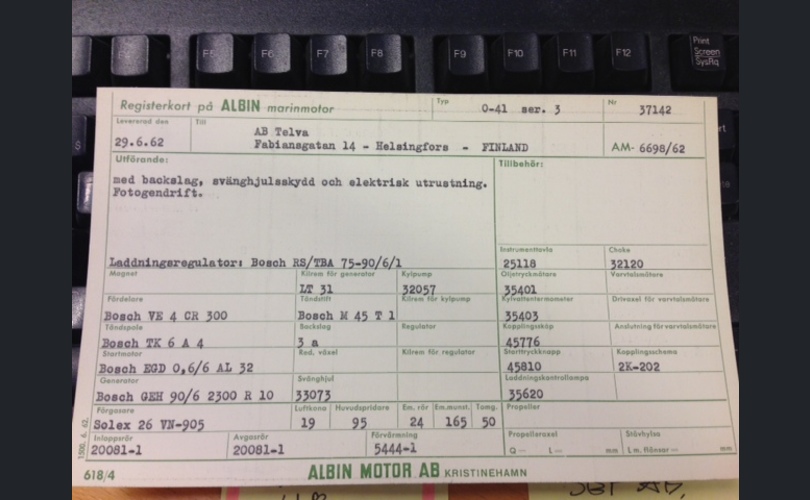 F5 F6 F7 F8 F9 F10 F11 F12 Print
Screen
SysRq
Registerkort på ALBIN marinmotor Typ 0-41 ser. 3 Nr 37142
Levererad den Till
29.6.62 AB Telva
Fabiansgatan 14 - Helsingfors - FINLAND AM- 6698/62
Utförande: Tillbehör:
med backslag, svänghjulsskydd och elektrisk utrustning.
Fotogendrift.
Laddningsregulator: Bosch RS/TBA 75-90/6/1
Instrumenttavla Choke
25118 32120
Magnet Kilrem för generator Kylpump Oljetryckmätare Varvtalsmätare
LT 31 32057 35401
Fördelare Tändstift Kilrem för kylpump Kylvattentermometer Drivaxel för varvtalsmätare
Bosch VE 4 CR 300 Bosch M 45 T 1 35403
Tändspole Backslag Regulator Kopplingsskåp Anslutning för varvtalsmätare
Bosch TK 6 A 4 3 a 45776
Startmotor Red. växel Kilrem för regulator Starttryckknapp Kopplingsschema
Bosch EGD 0,6/6 AL 32 45810 2K-202
Generator Svänghjul Laddningskontrollampa
Bosch GEH 90/6 2300 R 10 33073 35620
Förgasare Luftkona Huvudspridare Em. rör Em.munst. Tomg. Propeller
Solex 26 VN-905 19 95 24 165 50
Inloppsrör Avgasrör Förvärmning Propelleraxel Stävhylsa
20081-1 20081-1 5444-1 Q— L— mm L m. flänsar — mm
1500. 6. 62.
618/4 ALBIN MOTOR AB KRISTINEHAMN